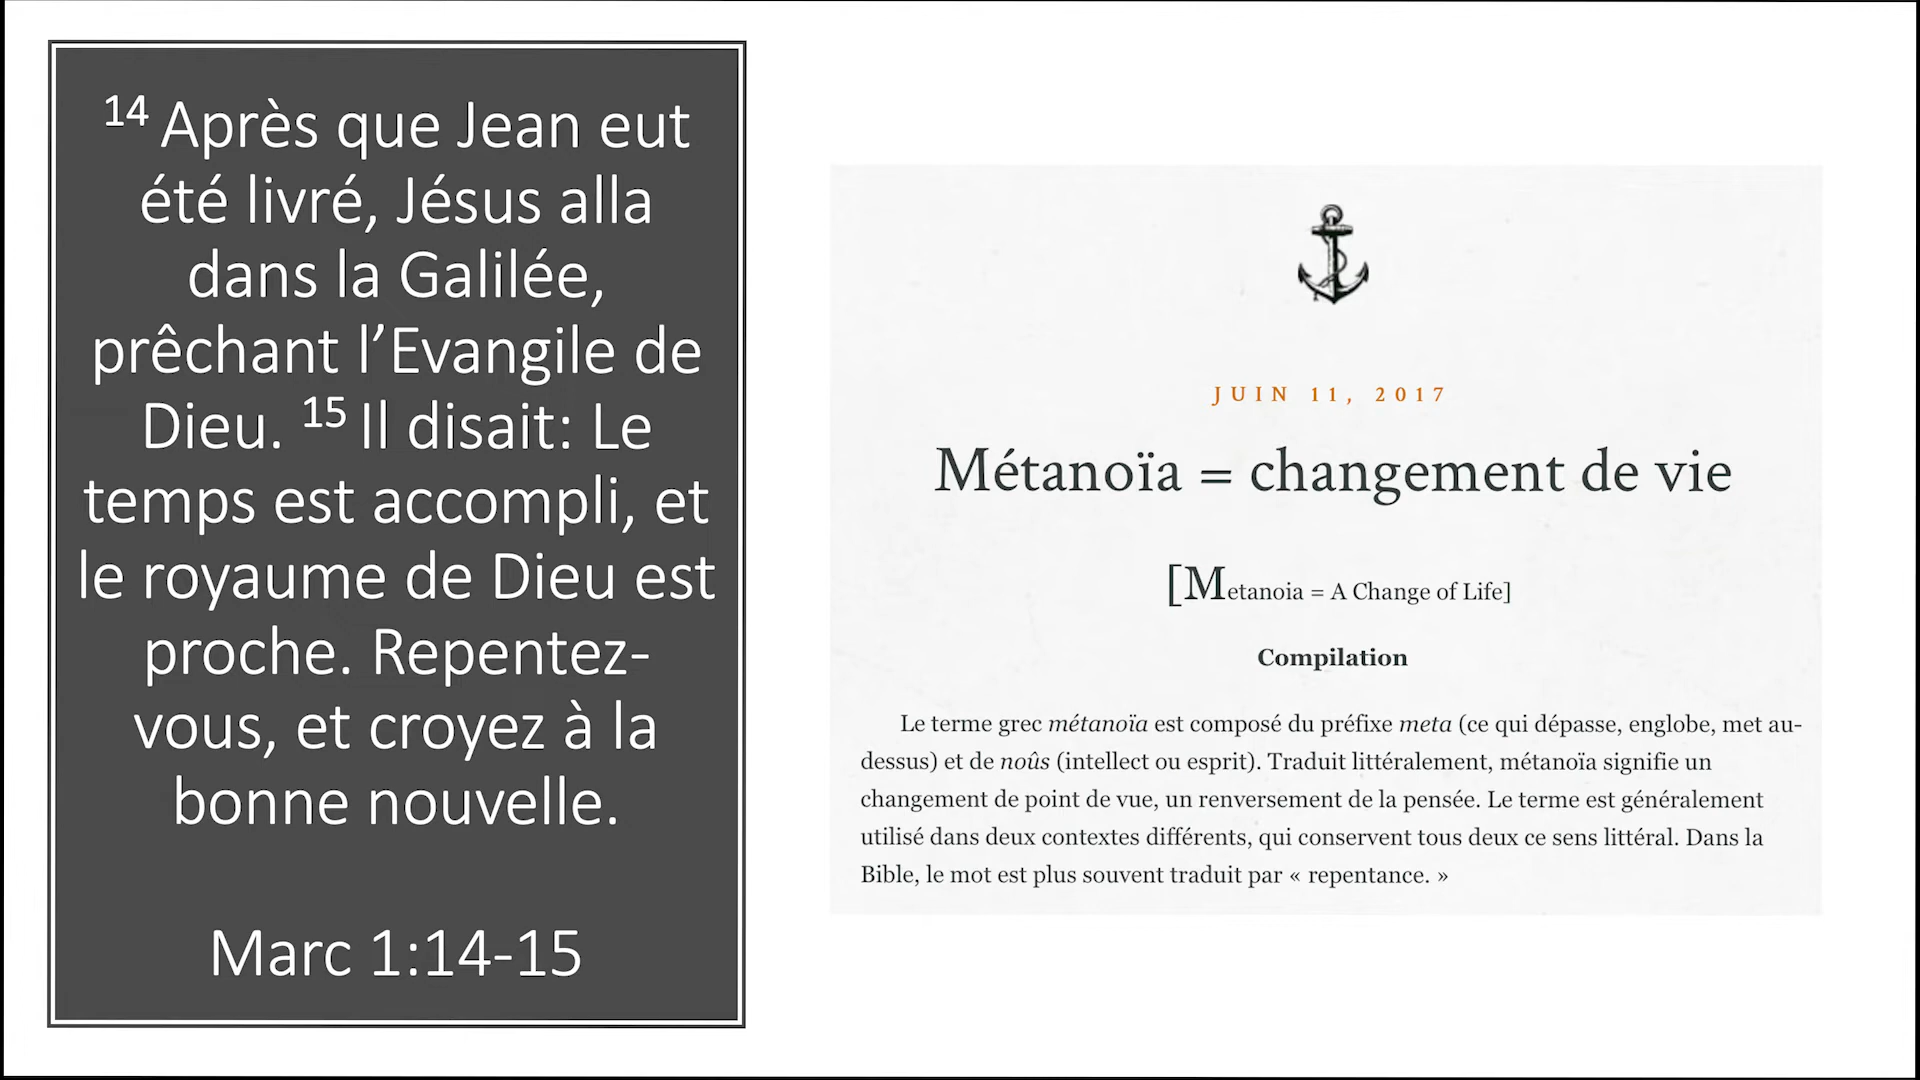 14 Après que Jean eut
été livré, Jésus alla
dans la Galilée,
prêchant l’Evangile de
Dieu. 15 Il disait: Le
temps est accompli, et
le royaume de Dieu est
proche. Repentez-
vous, et croyez à la
bonne nouvelle.
Marc 1:14-15
JUIN 11, 2017
Métanoïa = changement de vie
[Metanoia = A Change of Life]
Compilation
Le terme grec métanoïa est composé du préfixe meta (ce qui dépasse, englobe, met au-
dessus) et de noûs (intellect ou esprit). Traduit littéralement, métanoïa signifie un
changement de point de vue, un renversement de la pensée. Le terme est généralement
utilisé dans deux contextes différents, qui conservent tous deux ce sens littéral. Dans la
Bible, le mot est plus souvent traduit par « repentance. »